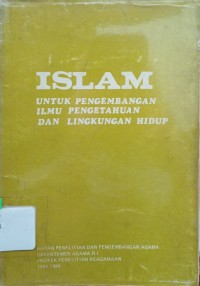 ISLAM
UNTUK PENGEMBANGAN
ILMU PENGETAHUAN
DAN LINGKUNGAN HIDUP
BADAN PENELITIAN DAN PENGEMBANGAN AGAMA
DEPARTEMEN AGAMA R I
PROYEK PENELITIAN KEAGAMAAN